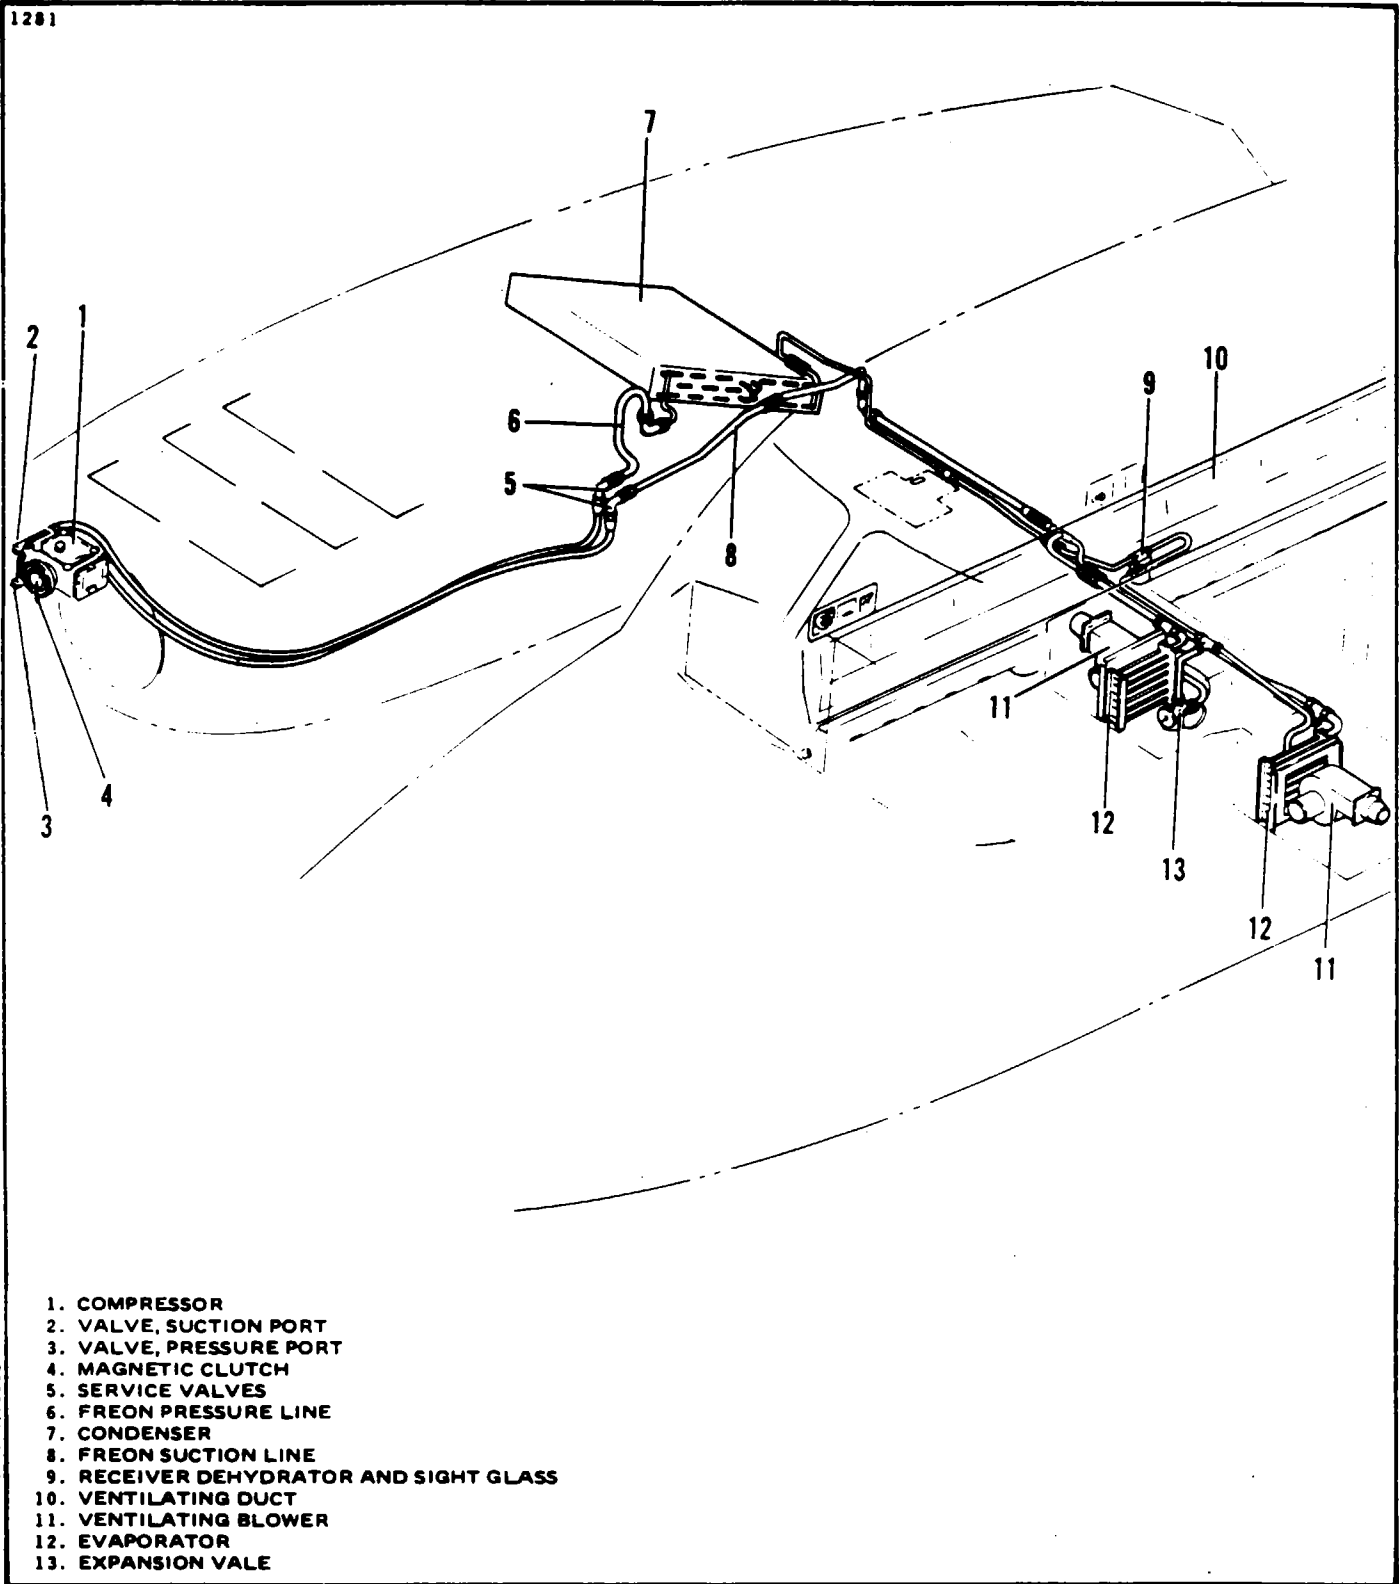 1281
7
1
2
10
9
6
5
8
11
4
3
12
13
12
11
1. COMPRESSOR
2. VALVE, SUCTION PORT
3. VALVE, PRESSURE PORT
4. MAGNETIC CLUTCH
5. SERVICE VALVES
6. FREON PRESSURE LINE
7. CONDENSER
8. FREON SUCTION LINE
9. RECEIVER DEHYDRATOR AND SIGHT GLASS
10. VENTILATING DUCT
11. VENTILATING BLOWER
12. EVAPORATOR
13. EXPANSION VALE